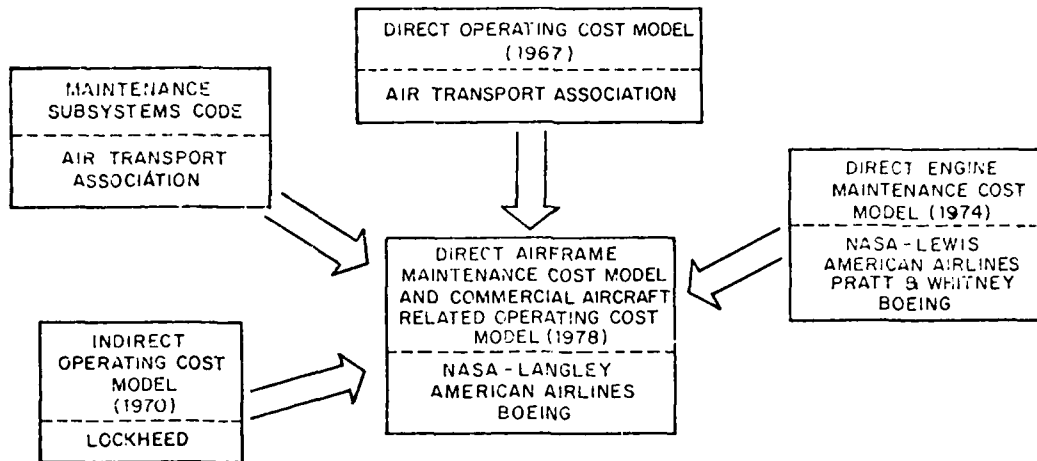 DIRECT OPERATING COST MODEL
(1967)
AIR TRANSPORT ASSOCIATION
MAINTENANCE
SUBSYSTEMS CODE
AIR TRANSPORT
ASSOCIATION
DIRECT ENGINE
MAINTENANCE COST
MODEL (1974)
NASA-LEWIS
AMERICAN AIRLINES
PRATT & WHITNEY
BOEING
DIRECT AIRFRAME
MAINTENANCE COST MODEL
AND COMMERCIAL AIRCRAFT
RELATED OPERATING COST
MODEL (1978)
NASA-LANGLEY
AMERICAN AIRLINES
BOEING
INDIRECT
OPERATING COST
MODEL
(1970)
LOCKHEED